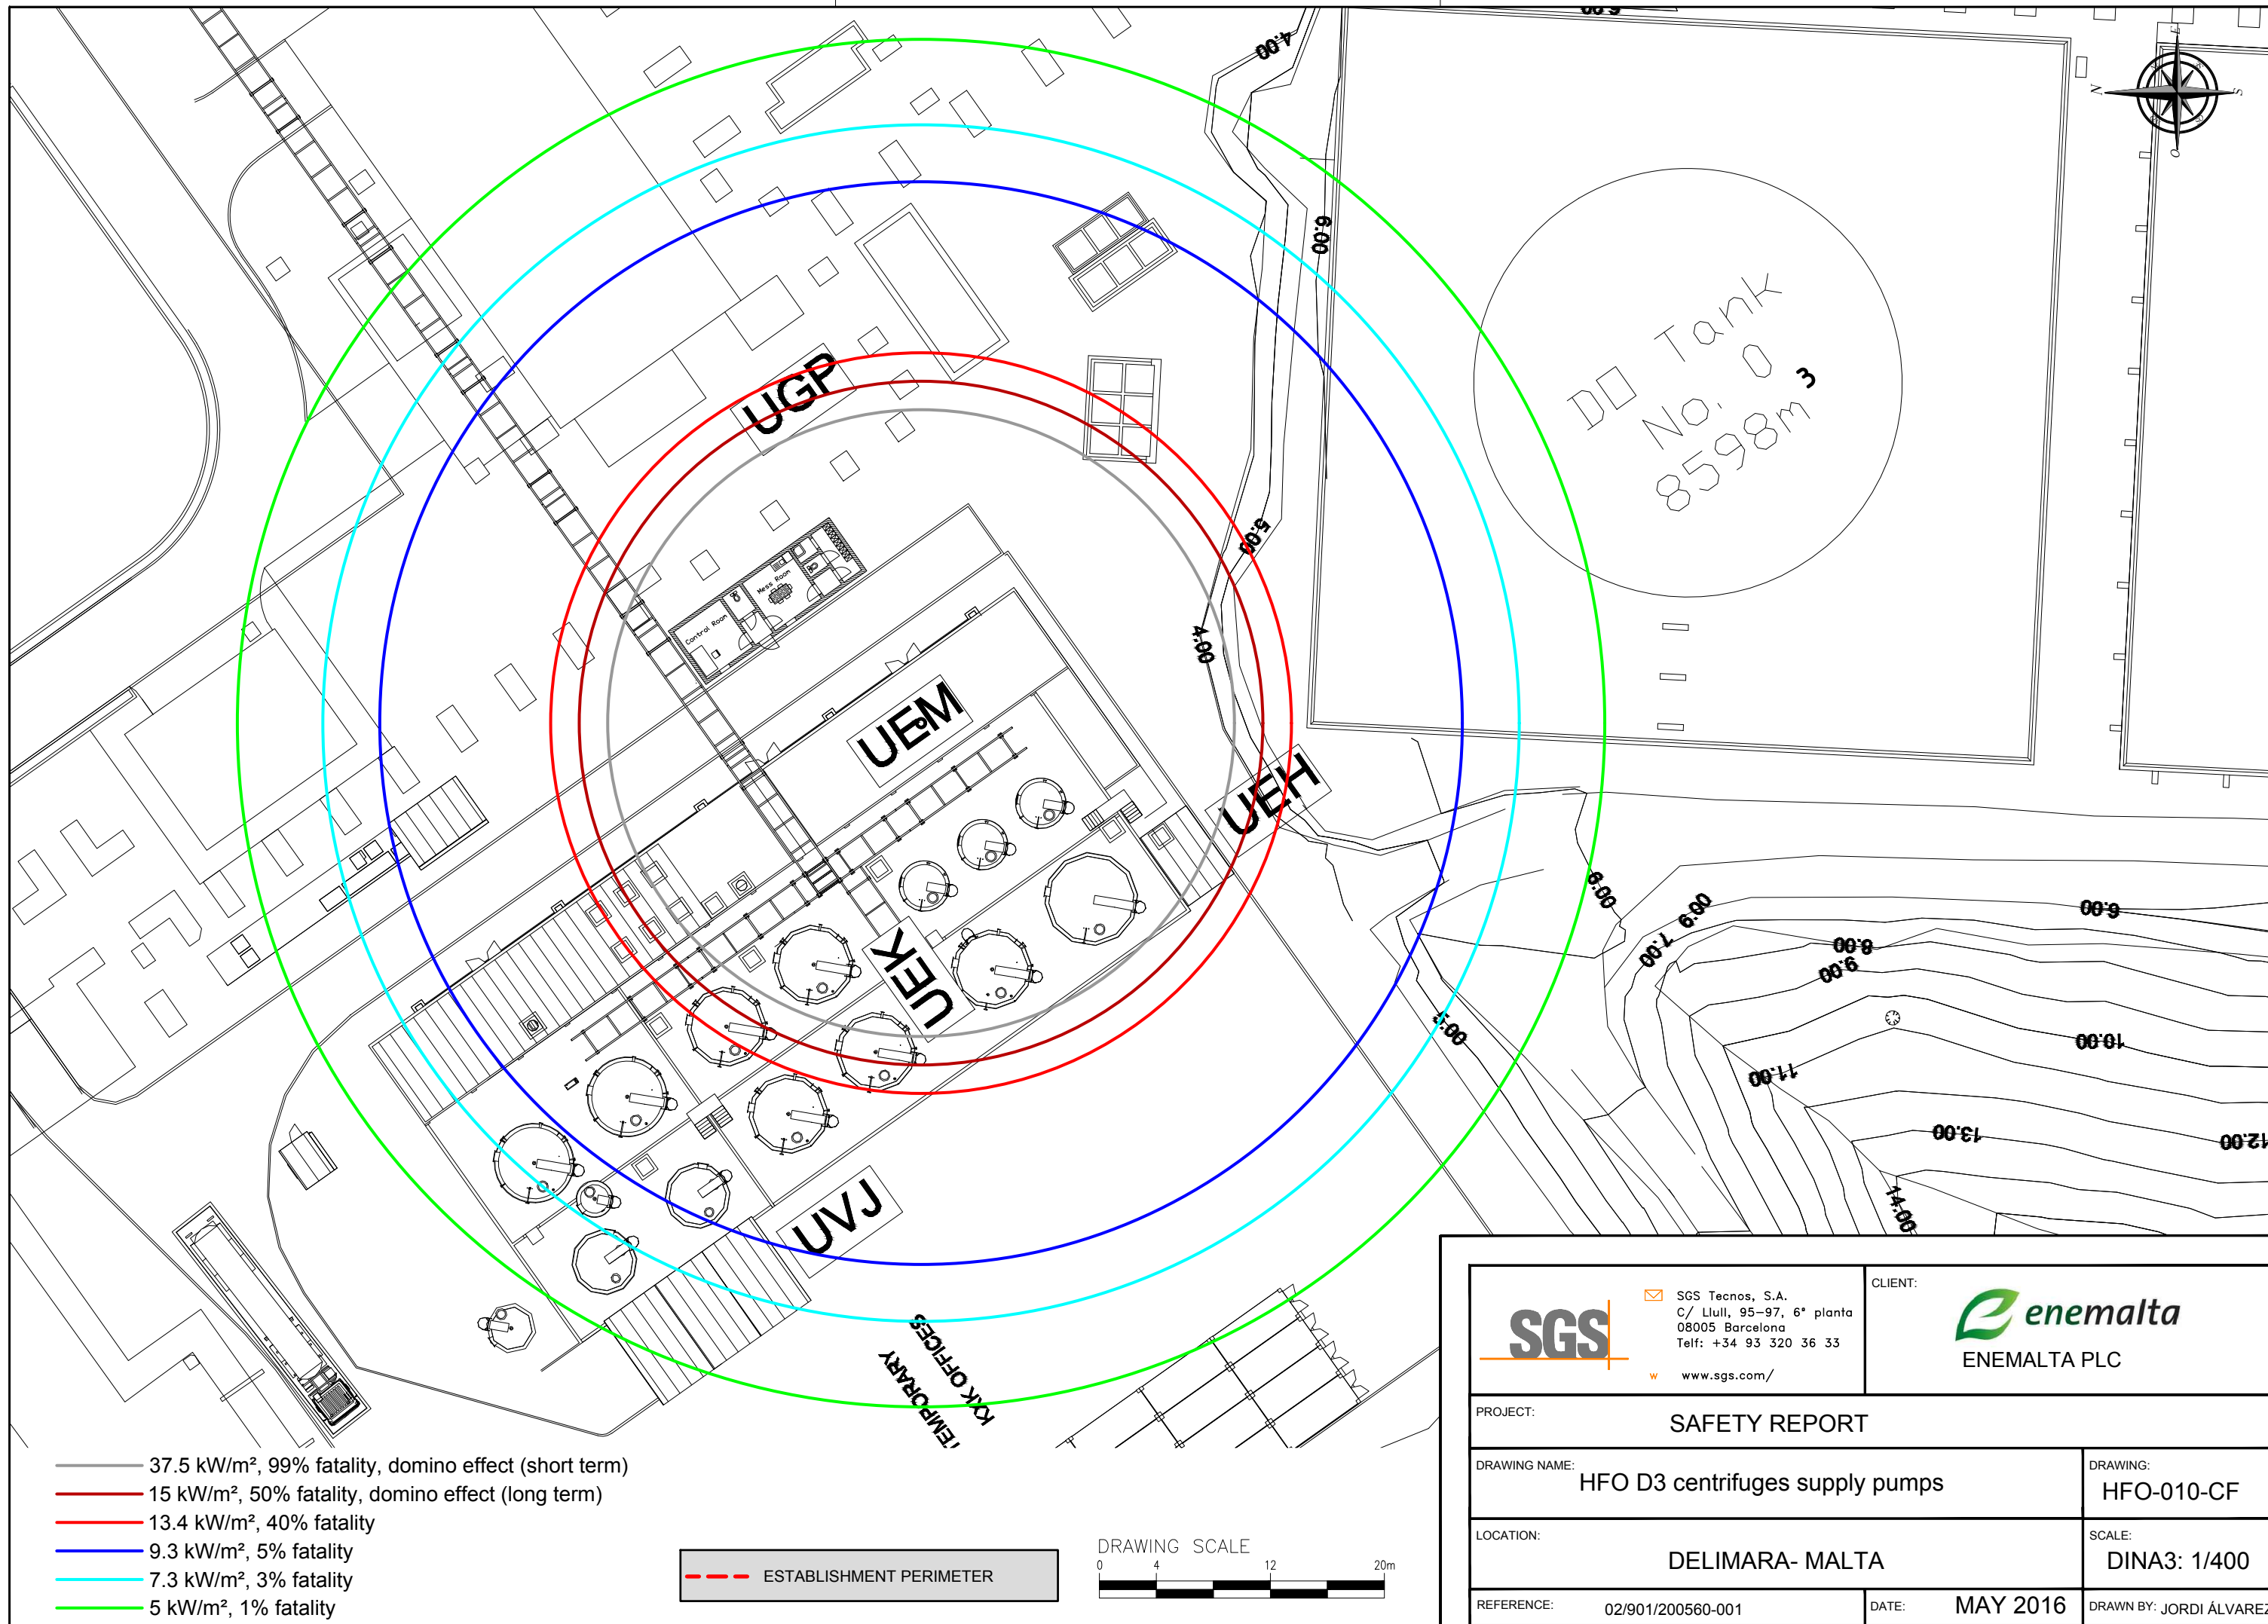 4.00
6.00
6.00
N
S
E
O
DO Tank
No. 0
8598m³
UGP
5.00
Mess Room
Control Room
4.00
UEM
UEH
6.00
6.00
7.00
6.00
8.00
9.00
UEK
5.00
10.00
11.00
13.00
12.00
14.00
UVJ
TEMPORARY
KXK OFFICES
SGS
SGS Tecnos, S.A.
C/ Llull, 95-97, 6ª planta
08005 Barcelona
Telf: +34 93 320 36 33
w www.sgs.com/
CLIENT:
enemalta
ENEMALTA PLC
PROJECT:
SAFETY REPORT
DRAWING NAME:
HFO D3 centrifuges supply pumps
DRAWING:
HFO-010-CF
LOCATION:
DELIMARA- MALTA
SCALE:
DINA3: 1/400
REFERENCE:
02/901/200560-001
DATE:
MAY 2016
DRAWN BY: JORDI ÁLVAREZ
37.5 kW/m², 99% fatality, domino effect (short term)
15 kW/m², 50% fatality, domino effect (long term)
13.4 kW/m², 40% fatality
9.3 kW/m², 5% fatality
7.3 kW/m², 3% fatality
5 kW/m², 1% fatality
ESTABLISHMENT PERIMETER
DRAWING SCALE
0 4 12 20m